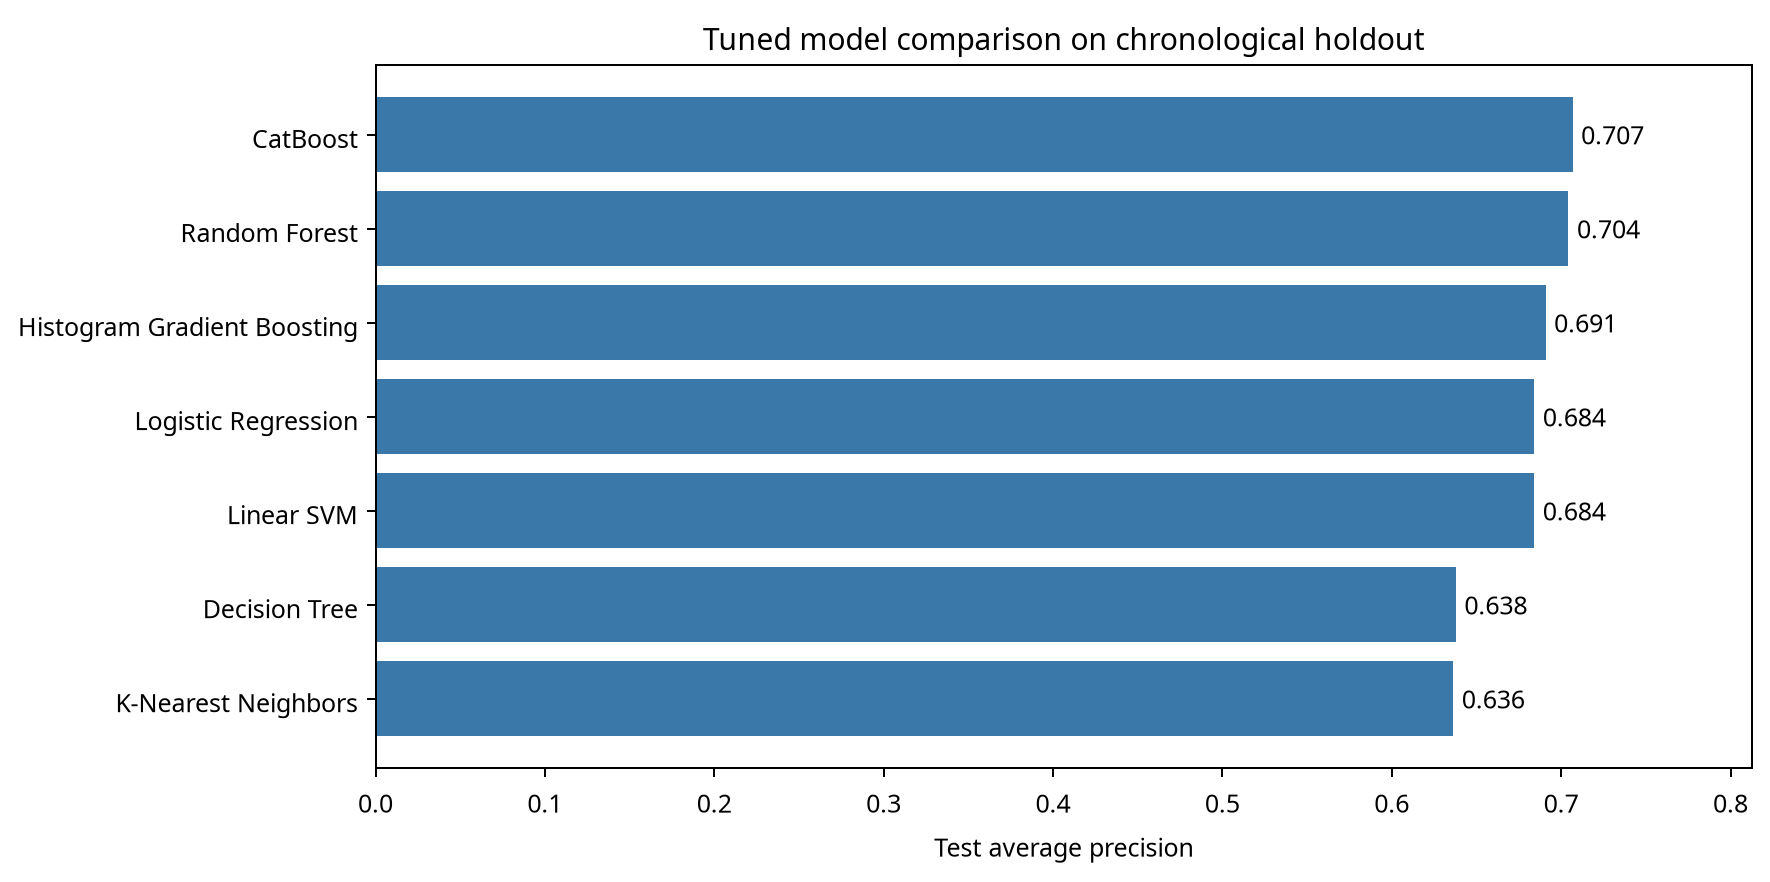 Tuned model comparison on chronological holdout
CatBoost
0.707
Random Forest
0.704
Histogram Gradient Boosting
0.691
Logistic Regression
0.684
Linear SVM
0.684
Decision Tree
0.638
K-Nearest Neighbors
0.636
0.0 0.1 0.2 0.3 0.4 0.5 0.6 0.7 0.8
Test average precision